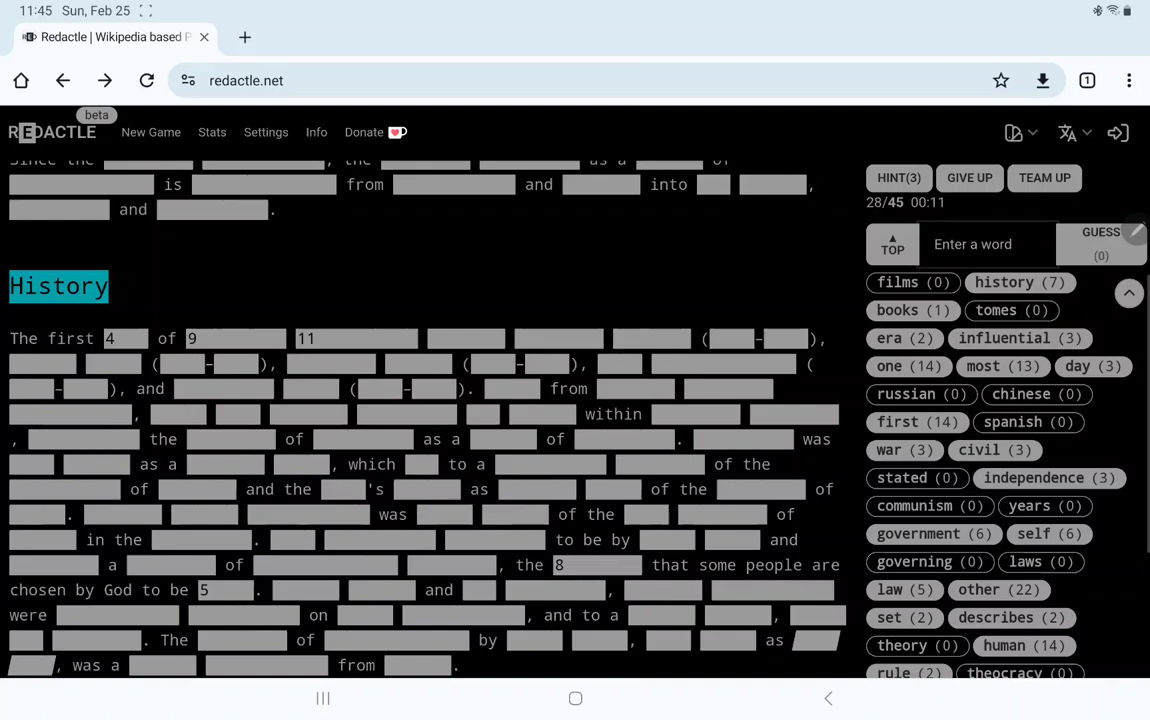 11:45 Sun, Feb 25
Redactle | Wikipedia based P
redactle.net
beta
REDACTLE New Game Stats Settings Info Donate
Since the , the as a of
is from and into ,
and .
History
The first 4 of 9 11 ( – ),
( – ), ( – ), (
– ), and ( – ). from
, within
, the of as a of . was
as a , which to a of the
of and the 's as of the of
. was of the of
in the . to be by and
a of , the 8 that some people are
chosen by God to be 5 . and ,
were on , and to a ,
. The of by , as
, was a from .
HINT(3) GIVE UP TEAM UP
28/45 00:11
▲ TOP Enter a word GUESS (0)
films (0) history (7)
books (1) tomes (0)
era (2) influential (3)
one (14) most (13) day (3)
russian (0) chinese (0)
first (14) spanish (0)
war (3) civil (3)
stated (0) independence (3)
communism (0) years (0)
government (6) self (6)
governing (0) laws (0)
law (5) other (22)
set (2) describes (2)
theory (0) human (14)
rule (2) theocracy (0)